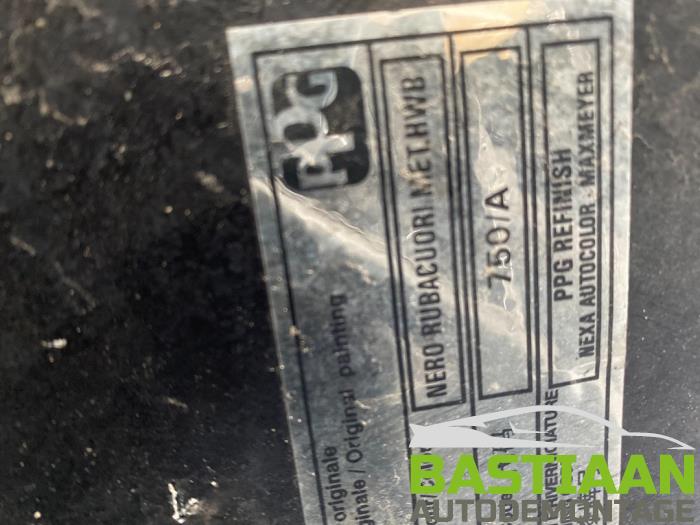 PPG
originale
ginale / Original painting
NERO RUBACUORI.MET.HWB
750/A
PPG REFINISH
NEXA AUTOCOLOR - MAXMEYER
BASTIAAN
AUTODEMONTAGE